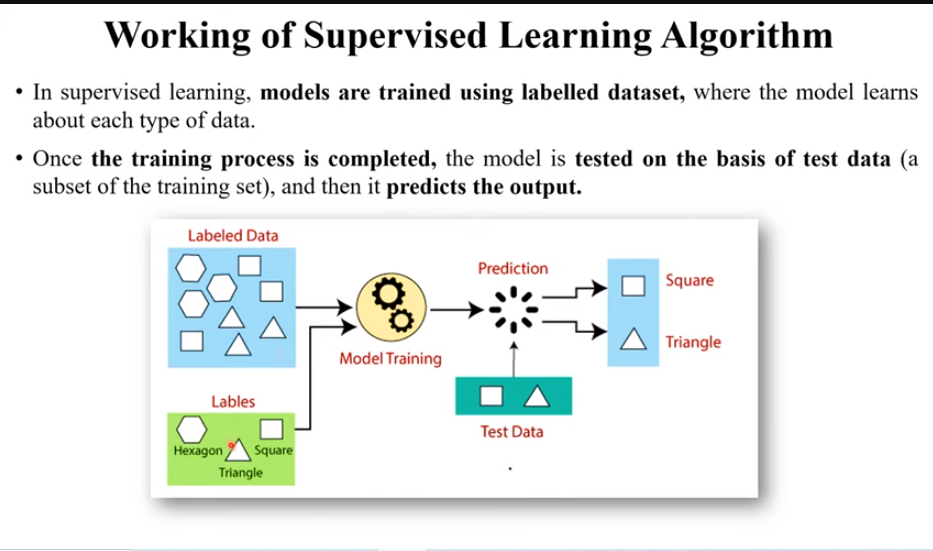 Working of Supervised Learning Algorithm
• In supervised learning, models are trained using labelled dataset, where the model learns
about each type of data.
• Once the training process is completed, the model is tested on the basis of test data (a
subset of the training set), and then it predicts the output.
Labeled Data
Prediction
Square
Triangle
Model Training
Lables
Hexagon
Square
Triangle
Test Data